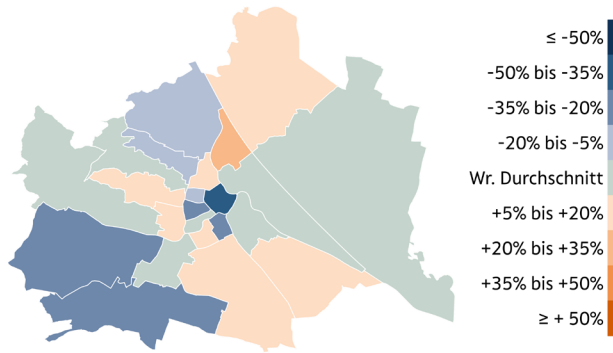 ≤ -50%
-50% bis -35%
-35% bis -20%
-20% bis -5%
Wr. Durchschnitt
+5% bis +20%
+20% bis +35%
+35% bis +50%
≥ + 50%